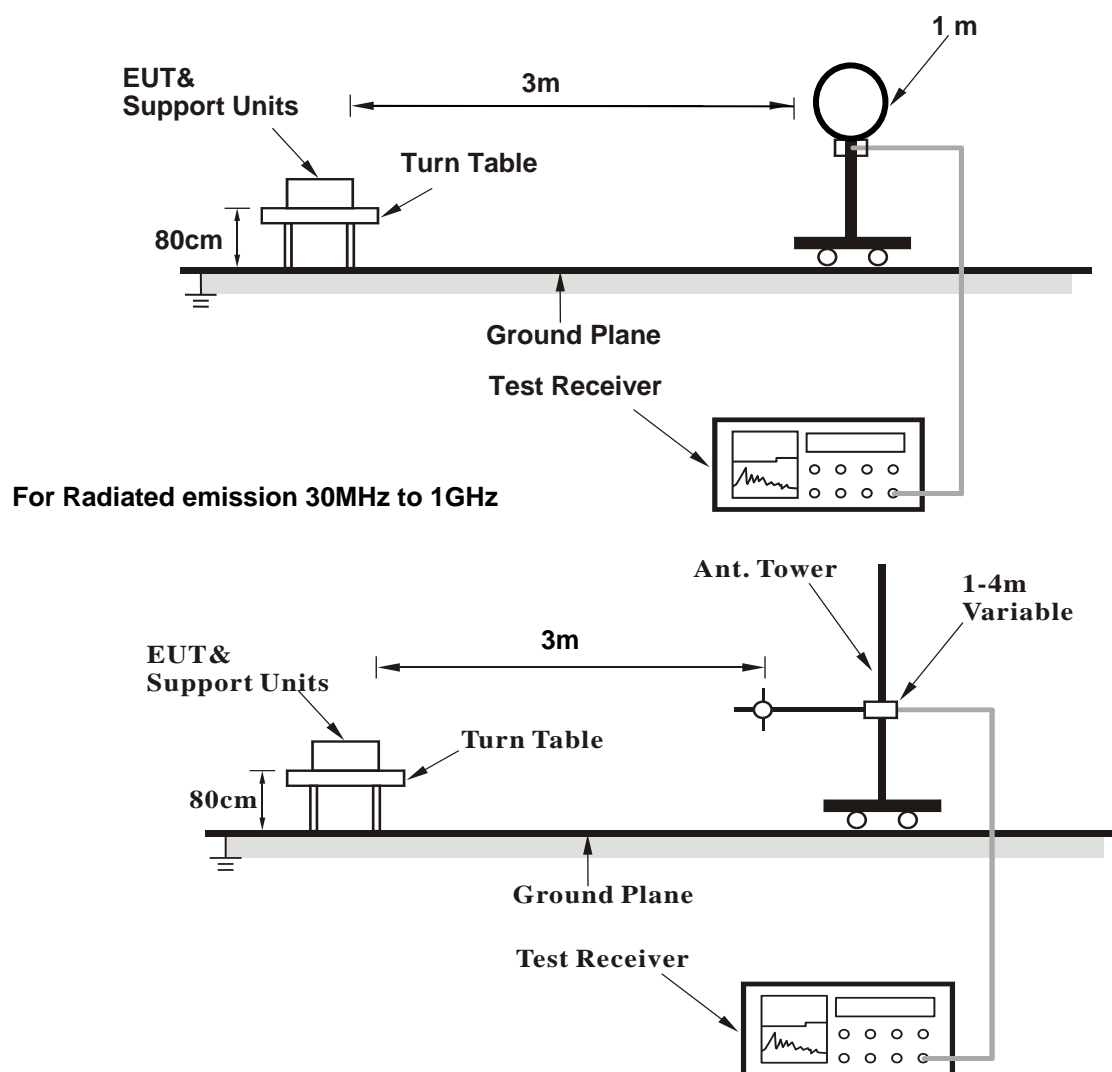 1 m
EUT&
Support Units
3m
Turn Table
80cm
Ground Plane
Test Receiver
For Radiated emission 30MHz to 1GHz
Ant. Tower
1-4m
Variable
3m
EUT&
Support Units
Turn Table
80cm
Ground Plane
Test Receiver